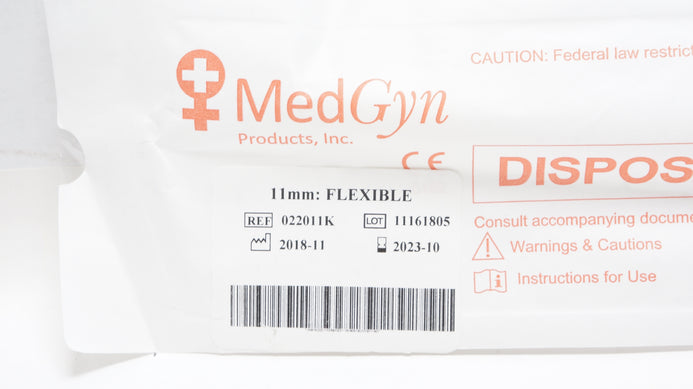 CAUTION: Federal law restrict
MedGyn
Products, Inc.
CE
DISPOS
11mm: FLEXIBLE
REF 022011K LOT 11161805
2018-11 2023-10
Consult accompanying docume
Warnings & Cautions
Instructions for Use